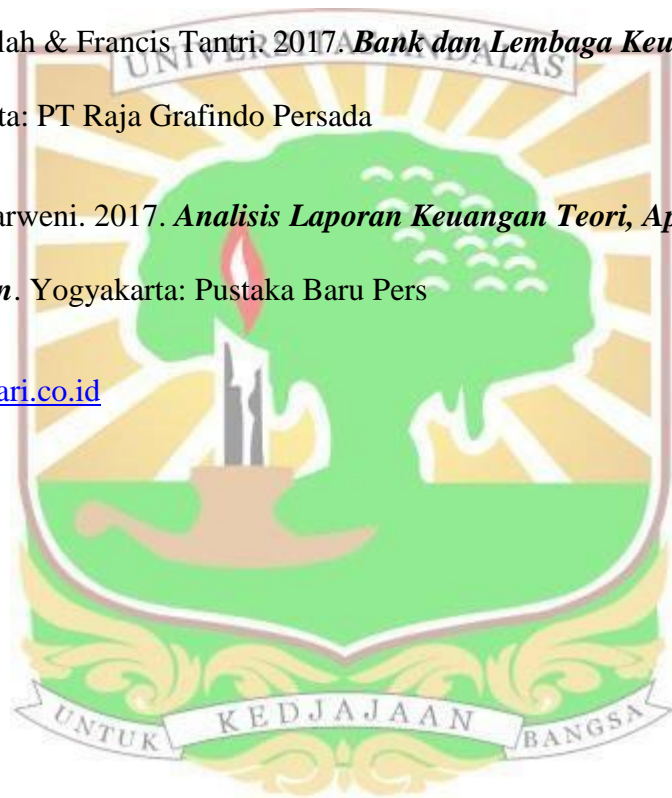 lah & Francis Tantri. 2017. Bank dan Lembaga Keu
UNIVERSITAS ANDALAS
ta: PT Raja Grafindo Persada
arweni. 2017. Analisis Laporan Keuangan Teori, Ap
n. Yogyakarta: Pustaka Baru Pers
ari.co.id
UNTUK KEDJAJAAN BANGSA